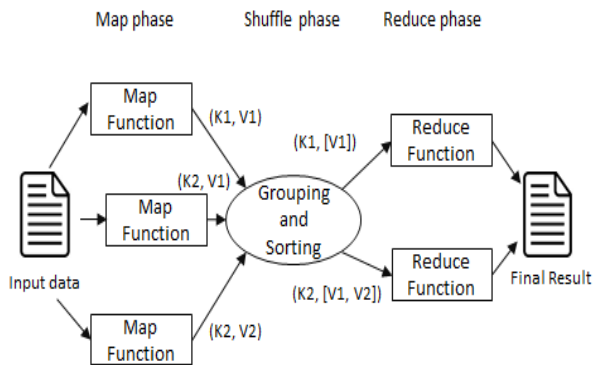 Map phase
Shuffle phase
Reduce phase
Map
Function
(K1, V1)
(K1, [V1])
Reduce
Function
(K2, V1)
Map
Function
Grouping
and
Sorting
Input data
Final Result
Reduce
Function
(K2, [V1, V2])
Map
Function
(K2, V2)